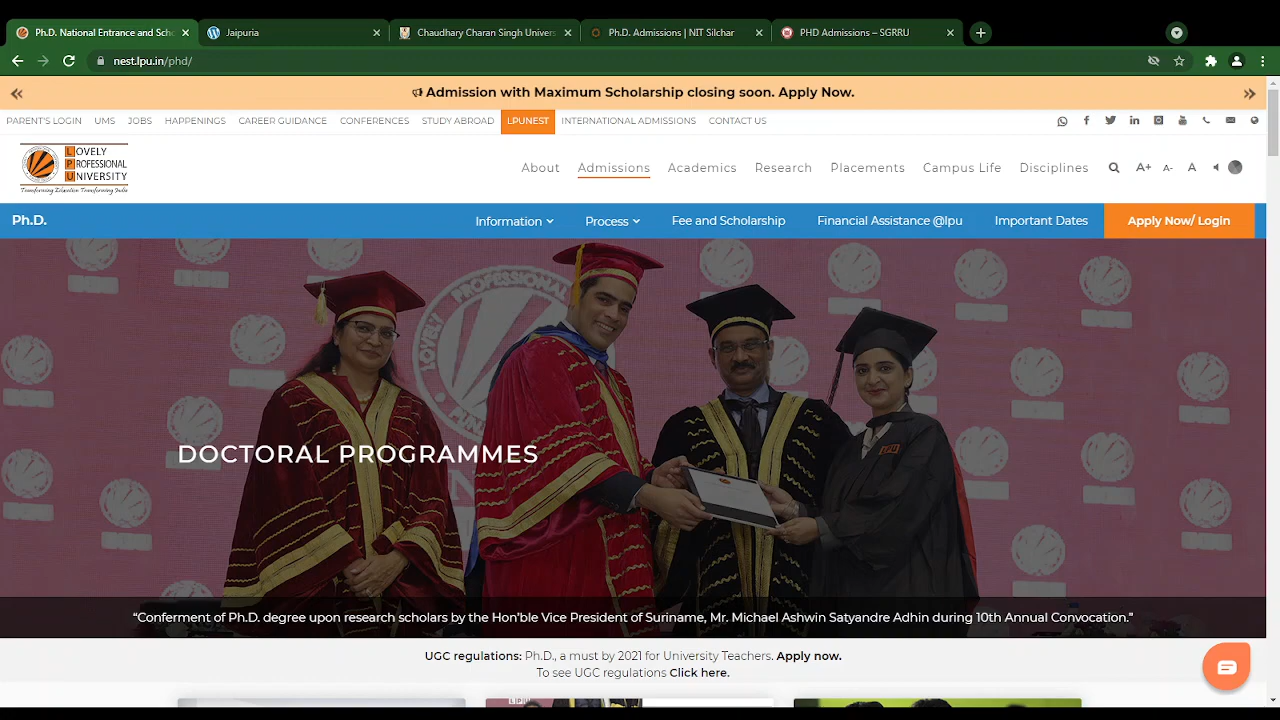 Ph.D. National Entrance and Sch
Jaipuria
Chaudhary Charan Singh Univers
Ph.D. Admissions | NIT Silchar
PHD Admissions – SGRRU
nest.lpu.in/phd/
Admission with Maximum Scholarship closing soon. Apply Now.
PARENT'S LOGIN UMS JOBS HAPPENINGS CAREER GUIDANCE CONFERENCES STUDY ABROAD LPUNEST INTERNATIONAL ADMISSIONS CONTACT US
LOVELY
PROFESSIONAL
UNIVERSITY
Transforming Education Transforming India
About Admissions Academics Research Placements Campus Life Disciplines A+ A- A
Ph.D. Information Process Fee and Scholarship Financial Assistance @lpu Important Dates Apply Now/ Login
DOCTORAL PROGRAMMES
“Conferment of Ph.D. degree upon research scholars by the Hon’ble Vice President of Suriname, Mr. Michael Ashwin Satyandre Adhin during 10th Annual Convocation.”
UGC regulations: Ph.D., a must by 2021 for University Teachers. Apply now.
To see UGC regulations Click here.